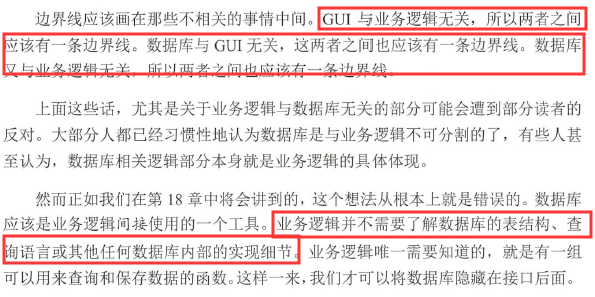 边界线应该画在那些不相关的事情中间。GUI 与业务逻辑无关，所以两者之间
应该有一条边界线。数据库与 GUI 无关，这两者之间也应该有一条边界线。数据库
又与业务逻辑无关，所以两者之间也应该有一条边界线。
上面这些话，尤其是关于业务逻辑与数据库无关的部分可能会遭到部分读者的
反对。大部分人都已经习惯性地认为数据库是与业务逻辑不可分割的了，有些人甚
至认为，数据库相关逻辑部分本身就是业务逻辑的具体体现。
然而正如我们在第 18 章中将会讲到的，这个想法从根本上就是错误的。数据库
应该是业务逻辑间接使用的一个工具。业务逻辑并不需要了解数据库的表结构、查
询语言或其他任何数据库内部的实现细节。业务逻辑唯一需要知道的，就是有一组
可以用来查询和保存数据的函数。这样一来，我们才可以将数据库隐藏在接口后面。